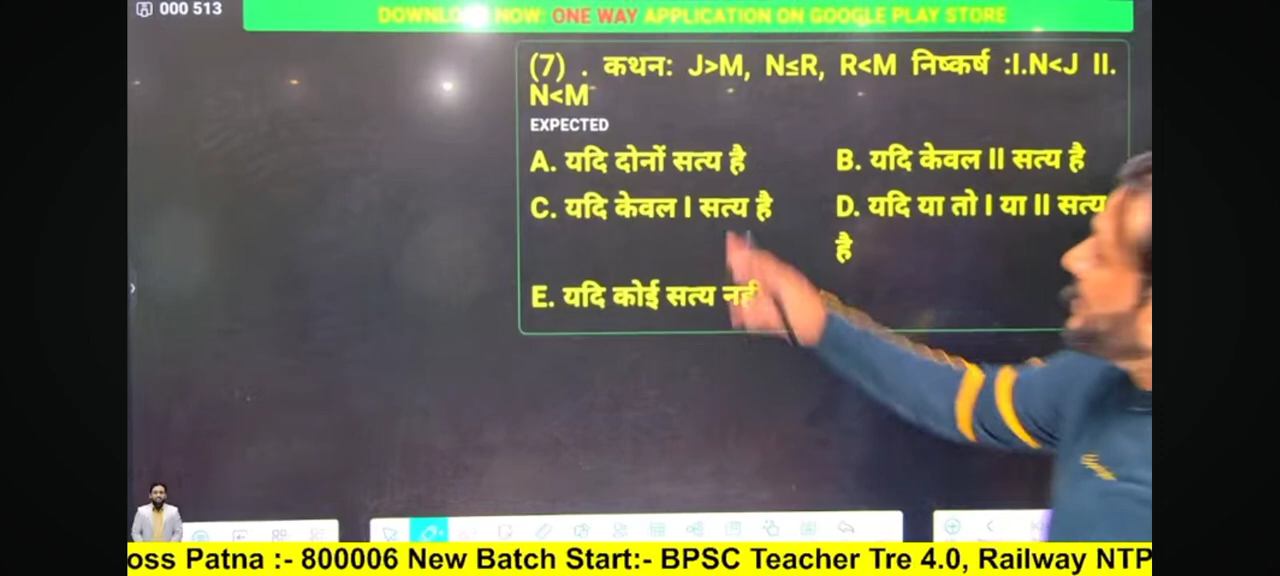 000 513
DOWNLOAD NOW: ONE WAY APPLICATION ON GOOGLE PLAY STORE
(7) . कथन: J>M, N≤R, R<M निष्कर्ष :I.N<J II.
N<M
EXPECTED
A. यदि दोनों सत्य है
B. यदि केवल II सत्य है
C. यदि केवल I सत्य है
D. यदि या तो I या II सत्य
है
E. यदि कोई सत्य नहीं
oss Patna :- 800006 New Batch Start:- BPSC Teacher Tre 4.0, Railway NTP